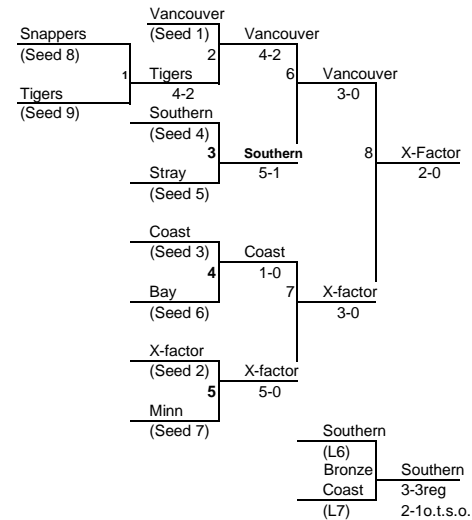 Vancouver
Snappers
(Seed 1)
Vancouver
(Seed 8)
2
4-2
1
Tigers
6
Vancouver
Tigers
4-2
3-0
(Seed 9)
Southern
(Seed 4)
3
Southern
8
X-Factor
Stray
5-1
2-0
(Seed 5)
Coast
(Seed 3)
Coast
4
1-0
Bay
7
X-factor
(Seed 6)
3-0
X-factor
(Seed 2)
X-factor
5
5-0
Minn
(Seed 7)
Southern
(L6)
Bronze
Southern
Coast
3-3reg
(L7)
2-1o.t.s.o.